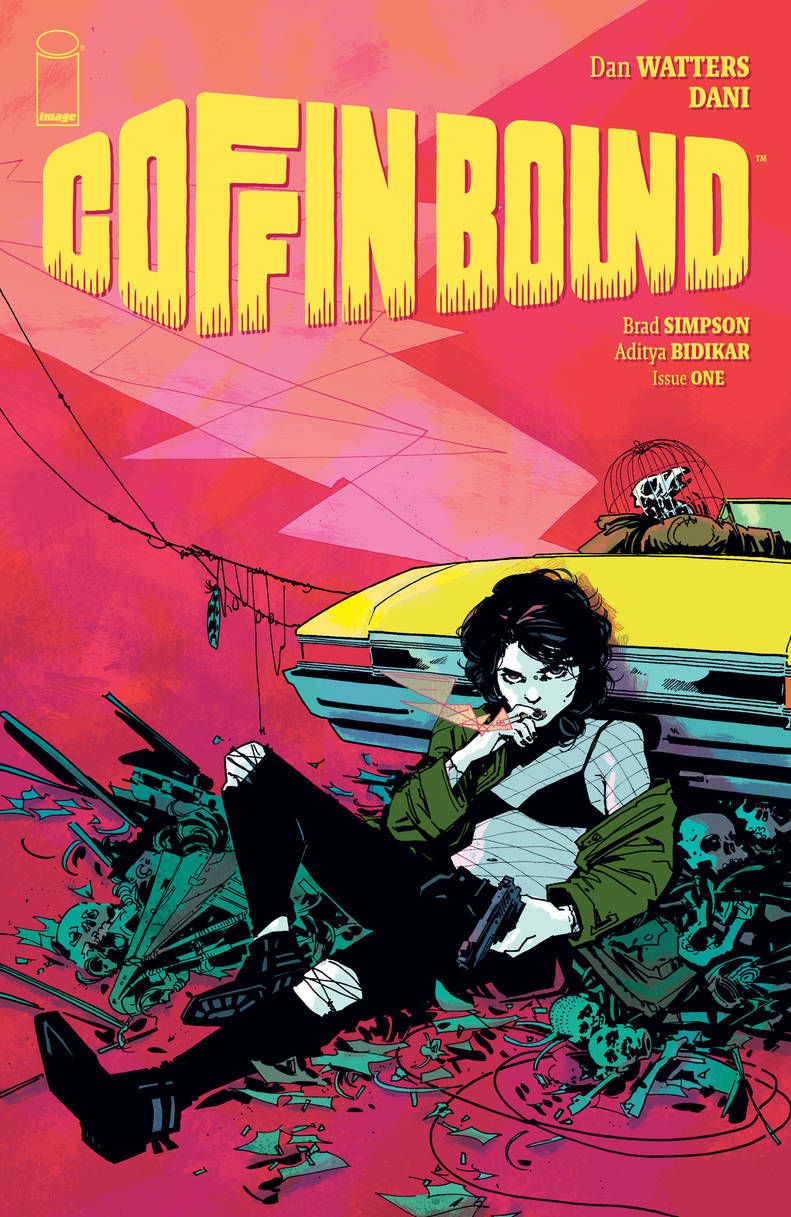 image
Dan WATTERS
DANI
COFFIN BOUND
™
Brad SIMPSON
Aditya BIDIKAR
Issue ONE